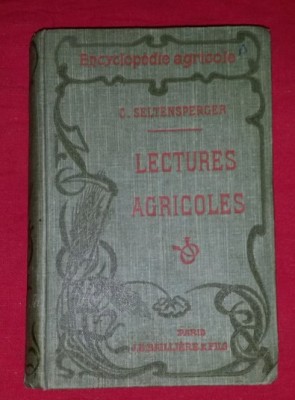 Encyclopédie agricole
C. SELTENSPERGER
LECTURES
AGRICOLES
PARIS
J.B. BAILLIÈRE & FILS